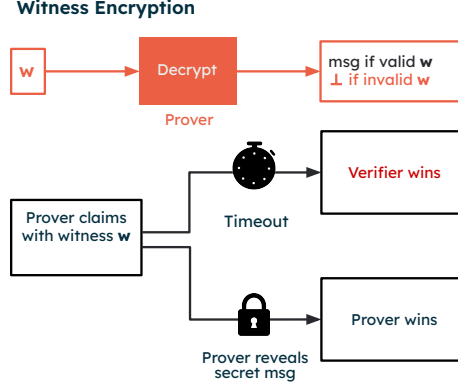 Witness Encryption
w
Decrypt
msg if valid w
⊥ if invalid w
Prover
Verifier wins
Prover claims
with witness w
Timeout
Prover wins
Prover reveals
secret msg